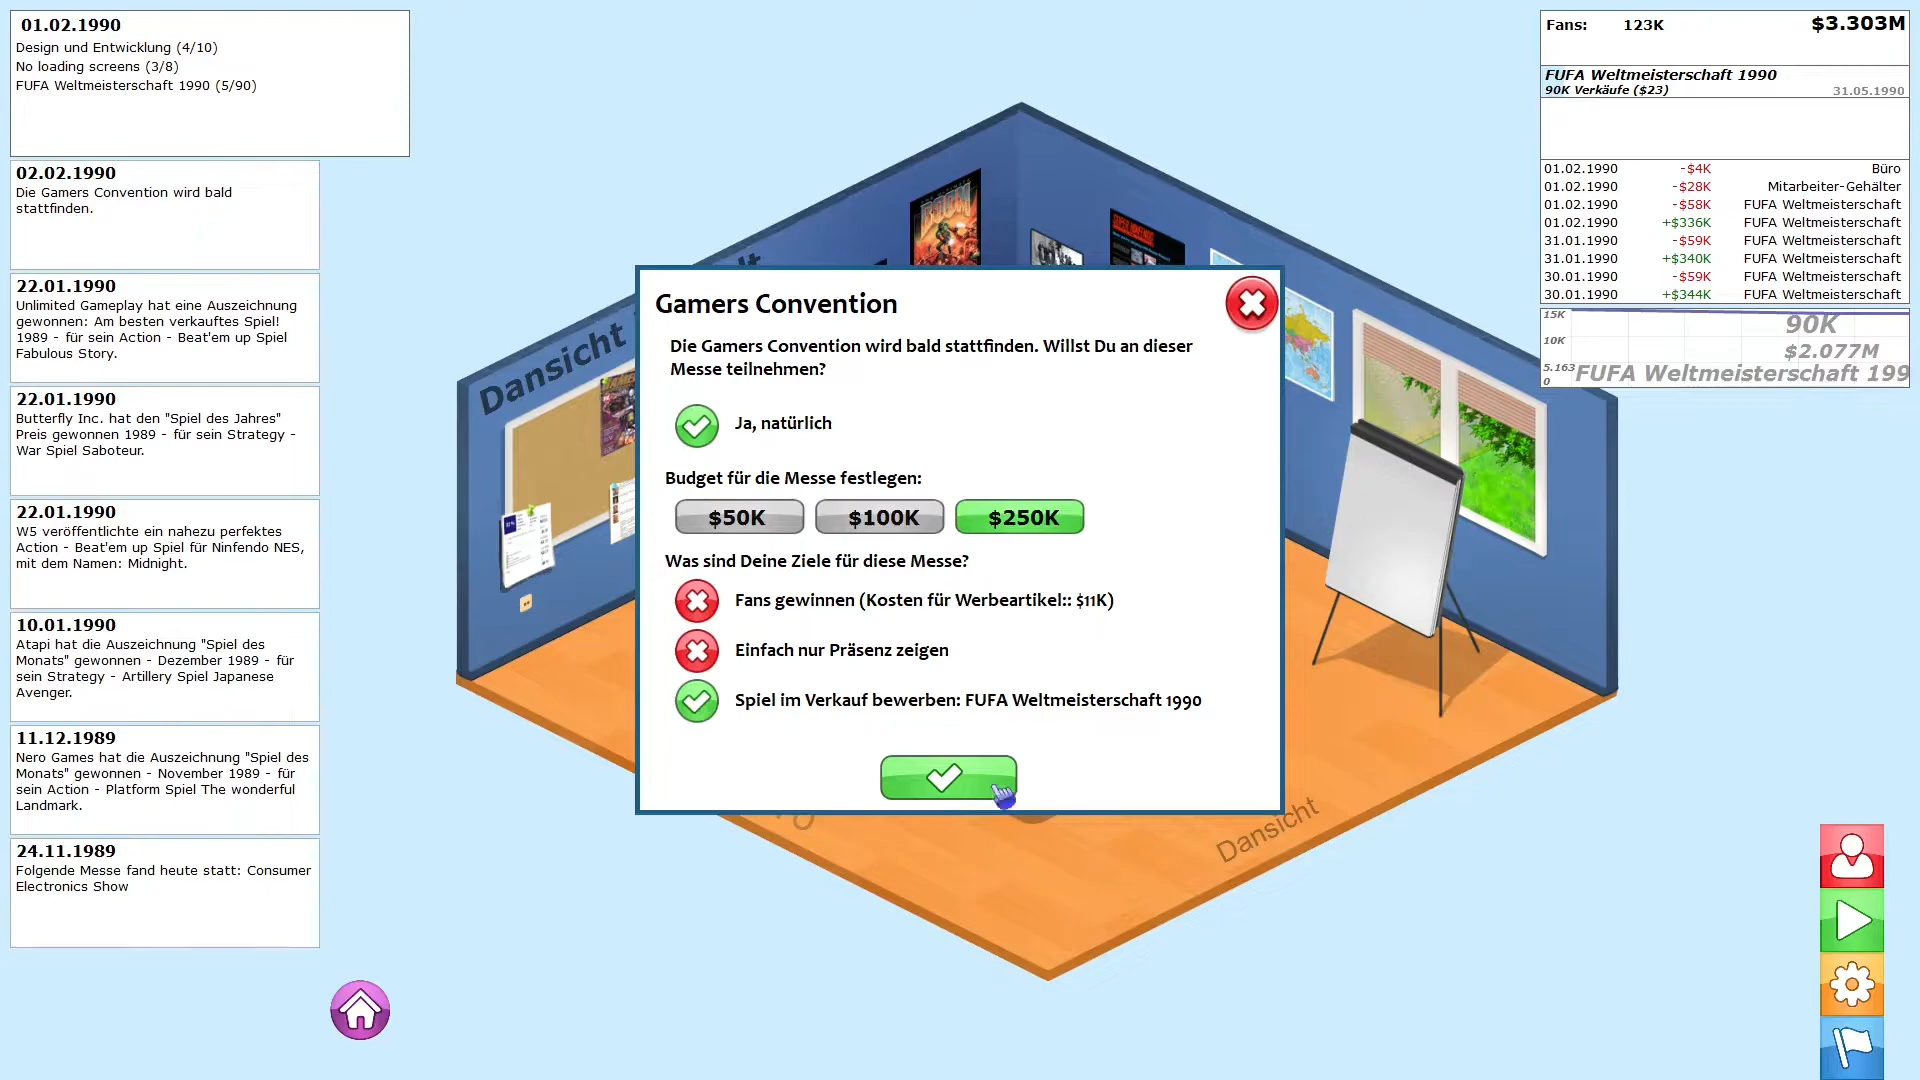 01.02.1990
Design und Entwicklung (4/10)
No loading screens (3/8)
FUFA Weltmeisterschaft 1990 (5/90)
02.02.1990
Die Gamers Convention wird bald
stattfinden.
22.01.1990
Unlimited Gameplay hat eine Auszeichnung
gewonnen: Am besten verkauftes Spiel!
1989 - für sein Action - Beat'em up Spiel
Fabulous Story.
22.01.1990
Butterfly Inc. hat den "Spiel des Jahres"
Preis gewonnen 1989 - für sein Strategy -
War Spiel Saboteur.
22.01.1990
W5 veröffentlichte ein nahezu perfektes
Action - Beat'em up Spiel für Ninfendo NES,
mit dem Namen: Midnight.
10.01.1990
Atapi hat die Auszeichnung "Spiel des
Monats" gewonnen - Dezember 1989 - für
sein Strategy - Artillery Spiel Japanese
Avenger.
11.12.1989
Nero Games hat die Auszeichnung "Spiel des
Monats" gewonnen - November 1989 - für
sein Action - Platform Spiel The wonderful
Landmark.
24.11.1989
Folgende Messe fand heute statt: Consumer
Electronics Show
Dansicht
DOOM
SUPER NINTENDO
Gamers Convention
Die Gamers Convention wird bald stattfinden. Willst Du an dieser
Messe teilnehmen?
Ja, natürlich
Budget für die Messe festlegen:
$50K $100K $250K
Was sind Deine Ziele für diese Messe?
Fans gewinnen (Kosten für Werbeartikel:: $11K)
Einfach nur Präsenz zeigen
Spiel im Verkauf bewerben: FUFA Weltmeisterschaft 1990
Dansicht
Fans: 123K $3.303M
FUFA Weltmeisterschaft 1990
90K Verkäufe ($23) 31.05.1990
01.02.1990 -$4K Büro
01.02.1990 -$28K Mitarbeiter-Gehälter
01.02.1990 -$58K FUFA Weltmeisterschaft
01.02.1990 +$336K FUFA Weltmeisterschaft
31.01.1990 -$59K FUFA Weltmeisterschaft
31.01.1990 +$340K FUFA Weltmeisterschaft
30.01.1990 -$59K FUFA Weltmeisterschaft
30.01.1990 +$344K FUFA Weltmeisterschaft
15K
90K
10K
$2.077M
5.163
FUFA Weltmeisterschaft 199
0